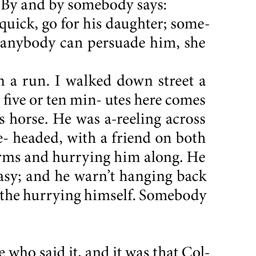 By and by somebody says:
quick, go for his daughter; some-
anybody can persuade him, she
a run. I walked down street a
five or ten min- utes here comes
horse. He was a-reeling across
headed, with a friend on both
and hurrying him along. He
and he warn't hanging back
the hurrying himself. Somebody
who said it, and it was that Col-